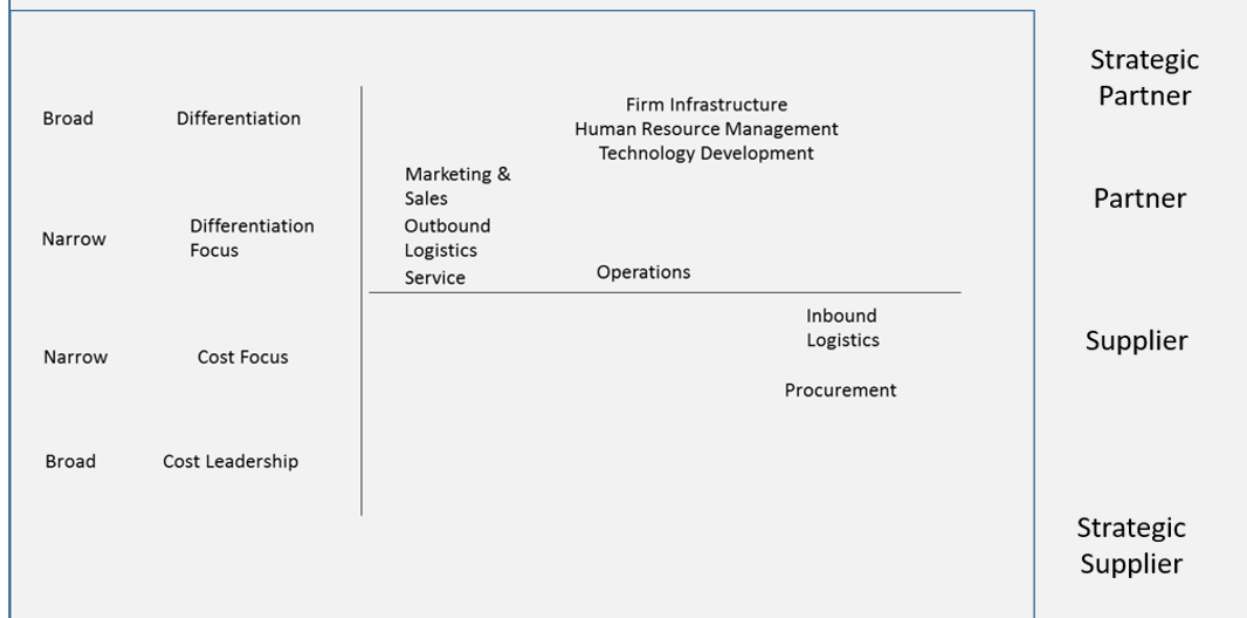 Strategic
Partner
Broad
Differentiation
Firm Infrastructure
Human Resource Management
Technology Development
Marketing &
Sales
Outbound
Logistics
Service
Partner
Narrow
Differentiation
Focus
Operations
Inbound
Logistics
Supplier
Narrow
Cost Focus
Procurement
Broad
Cost Leadership
Strategic
Supplier